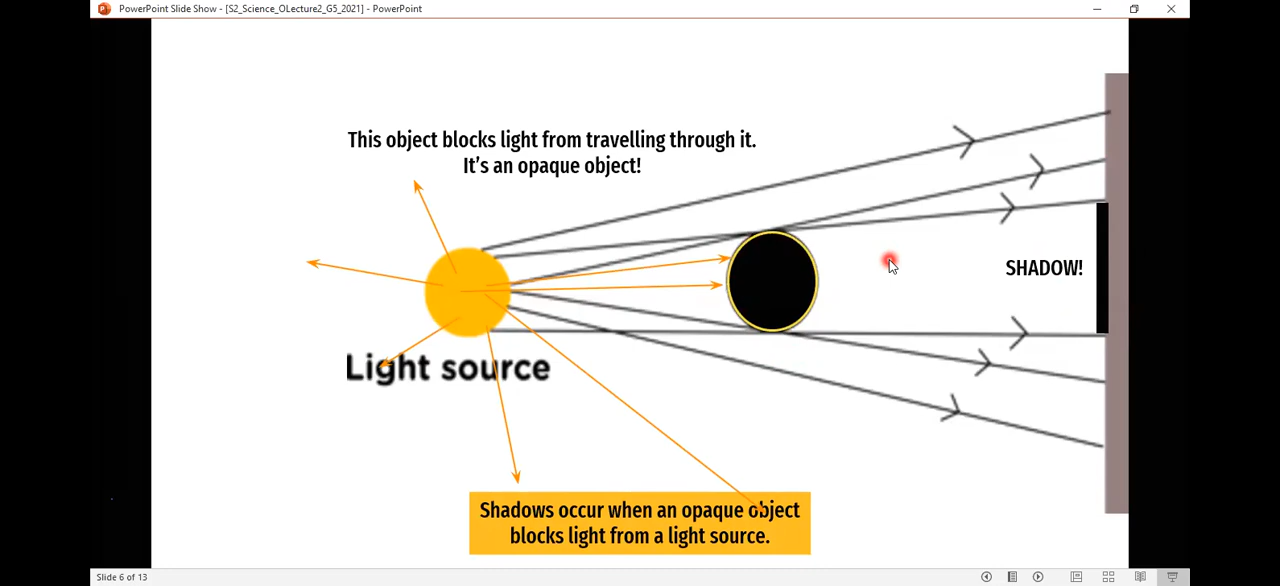 PowerPoint Slide Show - [S2_Science_OLecture2_G5_2021] - PowerPoint
This object blocks light from travelling through it.
It's an opaque object!
SHADOW!
Light source
Shadows occur when an opaque object
blocks light from a light source.
Slide 6 of 13